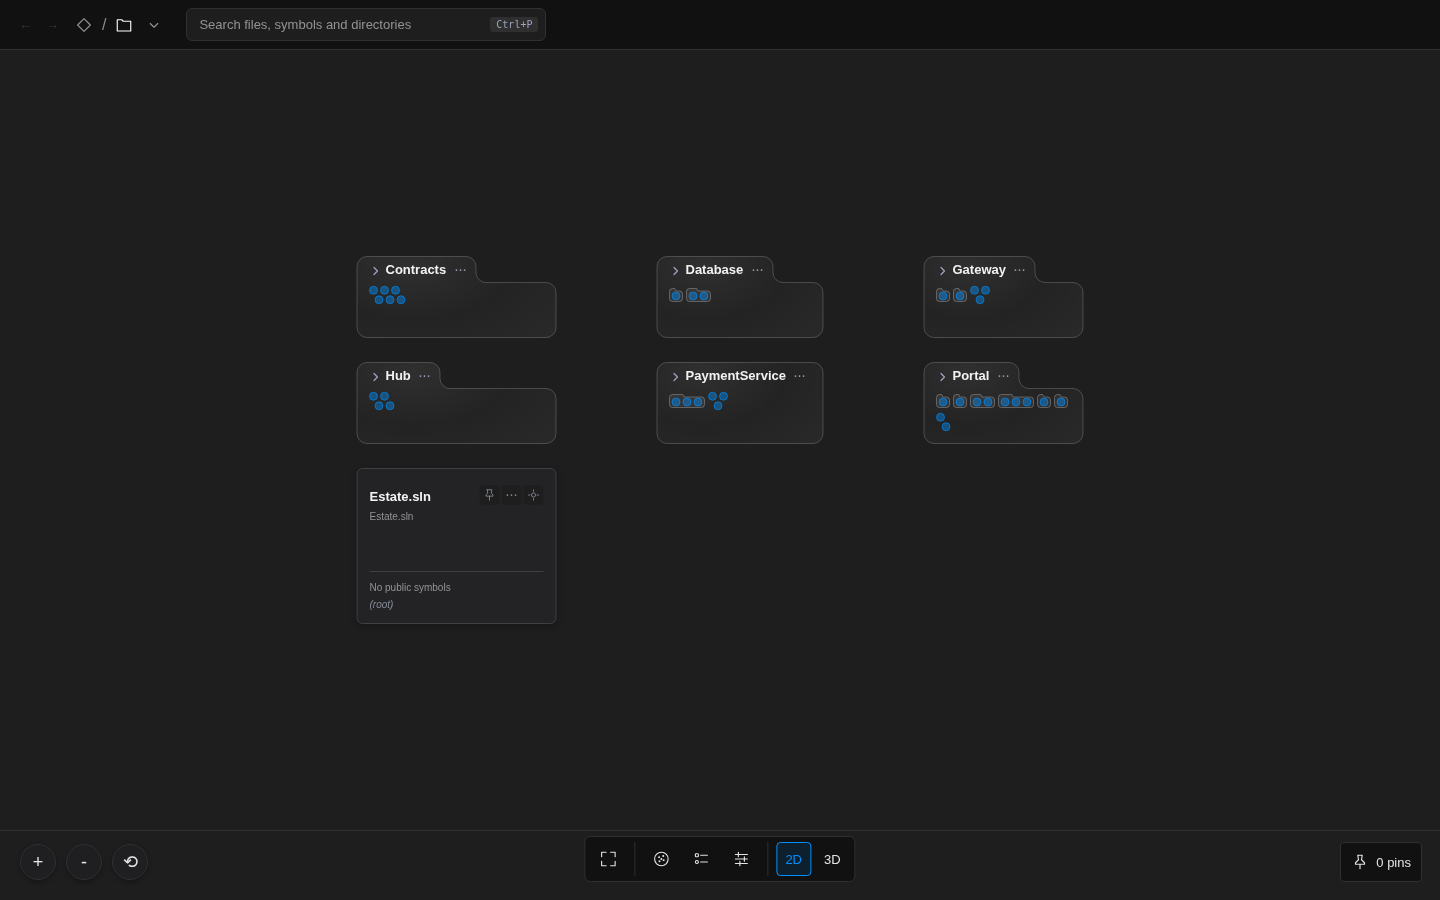 /
Search files, symbols and directories
Ctrl+P
Contracts
Database
Gateway
Hub
PaymentService
Portal
Estate.sln
Estate.sln
No public symbols
(root)
+
-
2D
3D
0 pins